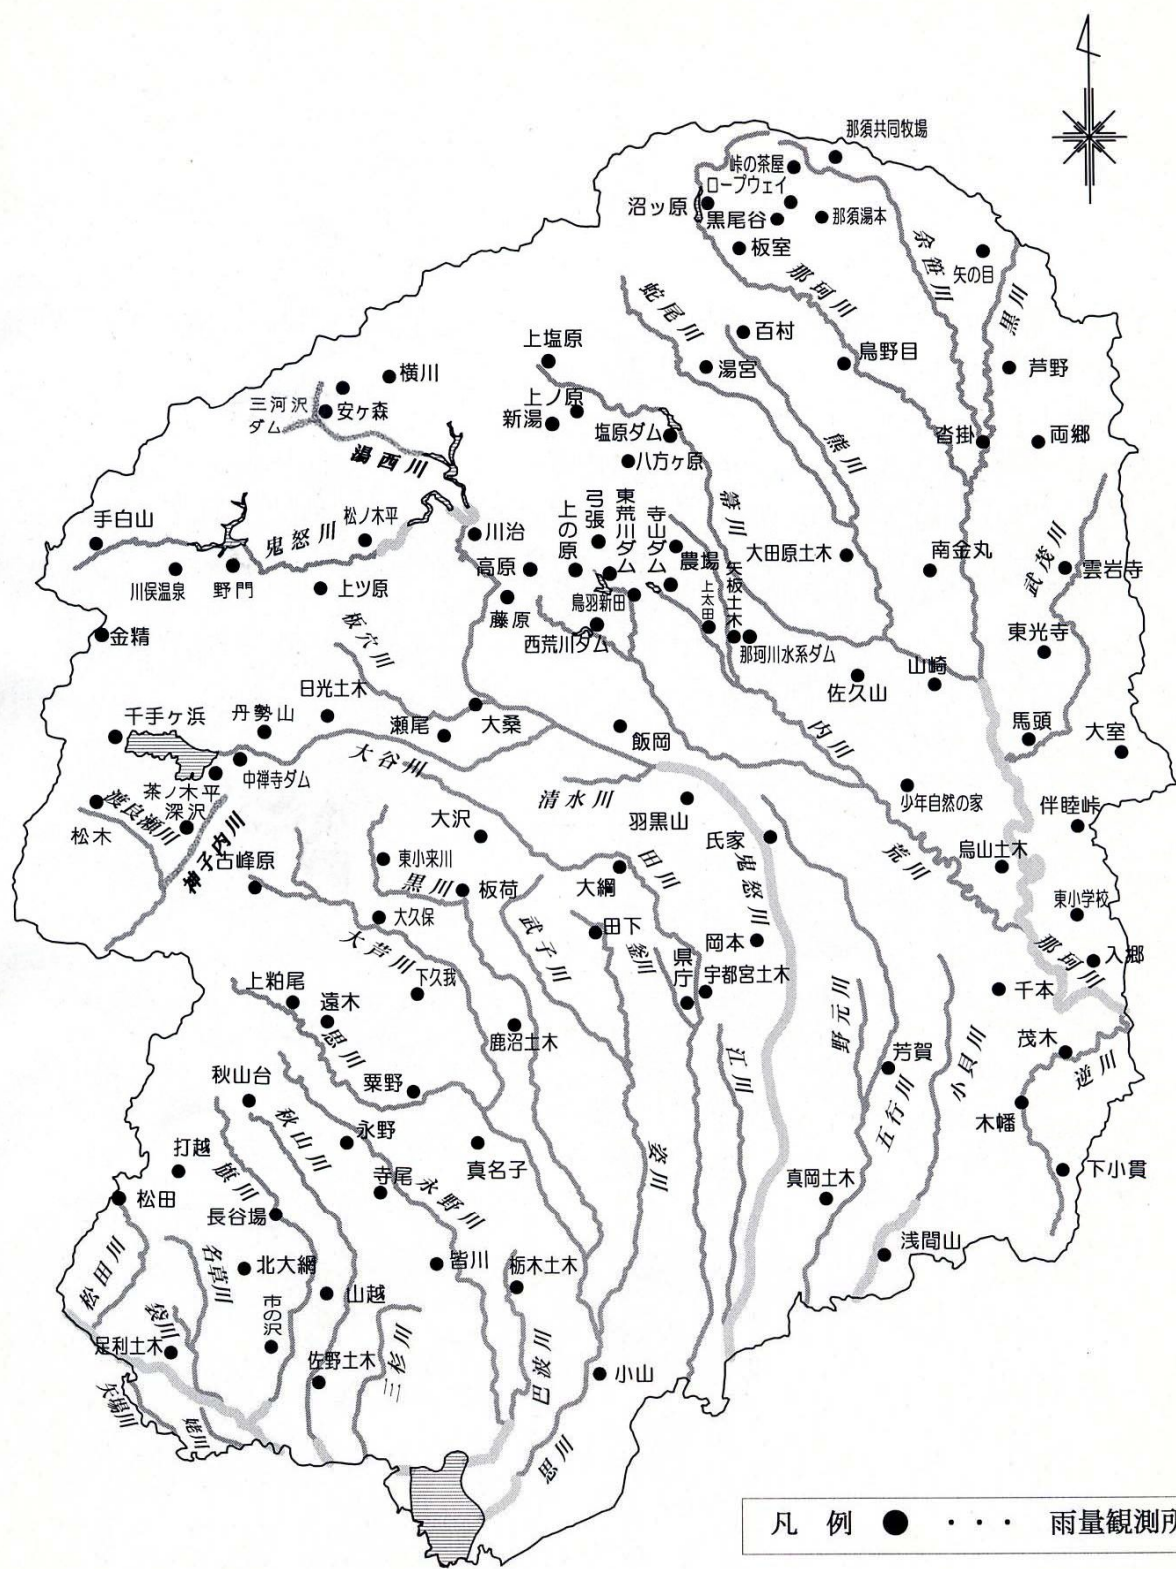 那須共同牧場
峠の茶屋
ロープウェイ
沼ッ原
黒尾谷
那須湯本
板室
余笹川
矢の目
黒川
那珂川
蛇尾川
百村
鳥野目
上塩原
湯宮
芦野
横川
上ノ原
新湯
三河沢
ダム
安ヶ森
塩原ダム
熊川
沓掛
両郷
八方ヶ原
湯西川
箒川
手白山
鬼怒川
松ノ木平
川治
上の原
弓張
東荒川ダム
寺山ダム
農場
大田原土木
南金丸
武茂川
雲岩寺
高原
川俣温泉
野門
上ツ原
藤原
鳥羽新田
上太田
矢板土木
金精
板穴川
西荒川ダム
那珂川水系ダム
東光寺
佐久山
山崎
日光土木
千手ヶ浜
丹勢山
瀬尾
大桑
飯岡
内川
馬頭
大室
大谷州
中禅寺ダム
茶ノ木平
清水川
少年自然の家
渡良瀬川
深沢
松木
神子内川
羽黒山
伴睦峠
大沢
氏家
古峰原
東小来川
黒川
板荷
大綱
田川
鬼怒川
荒川
烏山土木
東小学校
大久保
武子川
田下
釜川
岡本
大芦川
県庁
宇都宮土木
入郷
那珂川
下久我
上粕尾
遠木
思川
鹿沼土木
野元川
千本
江川
芳賀
小貝川
茂木
逆川
秋山台
粟野
五行川
木幡
秋山川
永野
真名子
姿川
打越
旗川
寺尾
永野川
真岡土木
下小貫
松田
長谷場
浅間山
松田川
名草川
北大網
皆川
栃木土木
山越
袋川
市の沢
足利土木
佐野土木
三杉川
巴波川
小山
矢場川
姥川
思川
凡例 ● ・・・ 雨量観測所